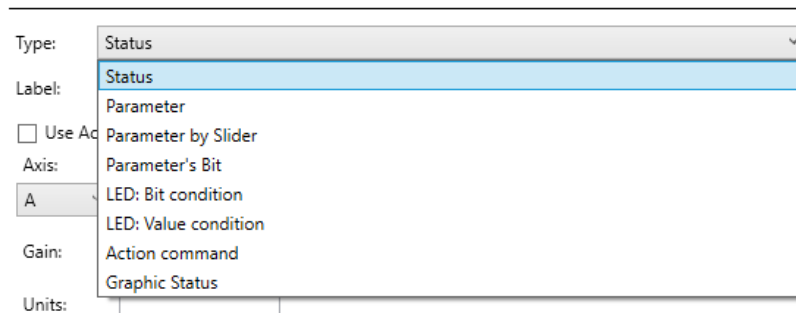 Type: Status
Status
Label:
Parameter
Use Ac Parameter by Slider
Axis: Parameter's Bit
A LED: Bit condition
LED: Value condition
Gain: Action command
Graphic Status
Units: